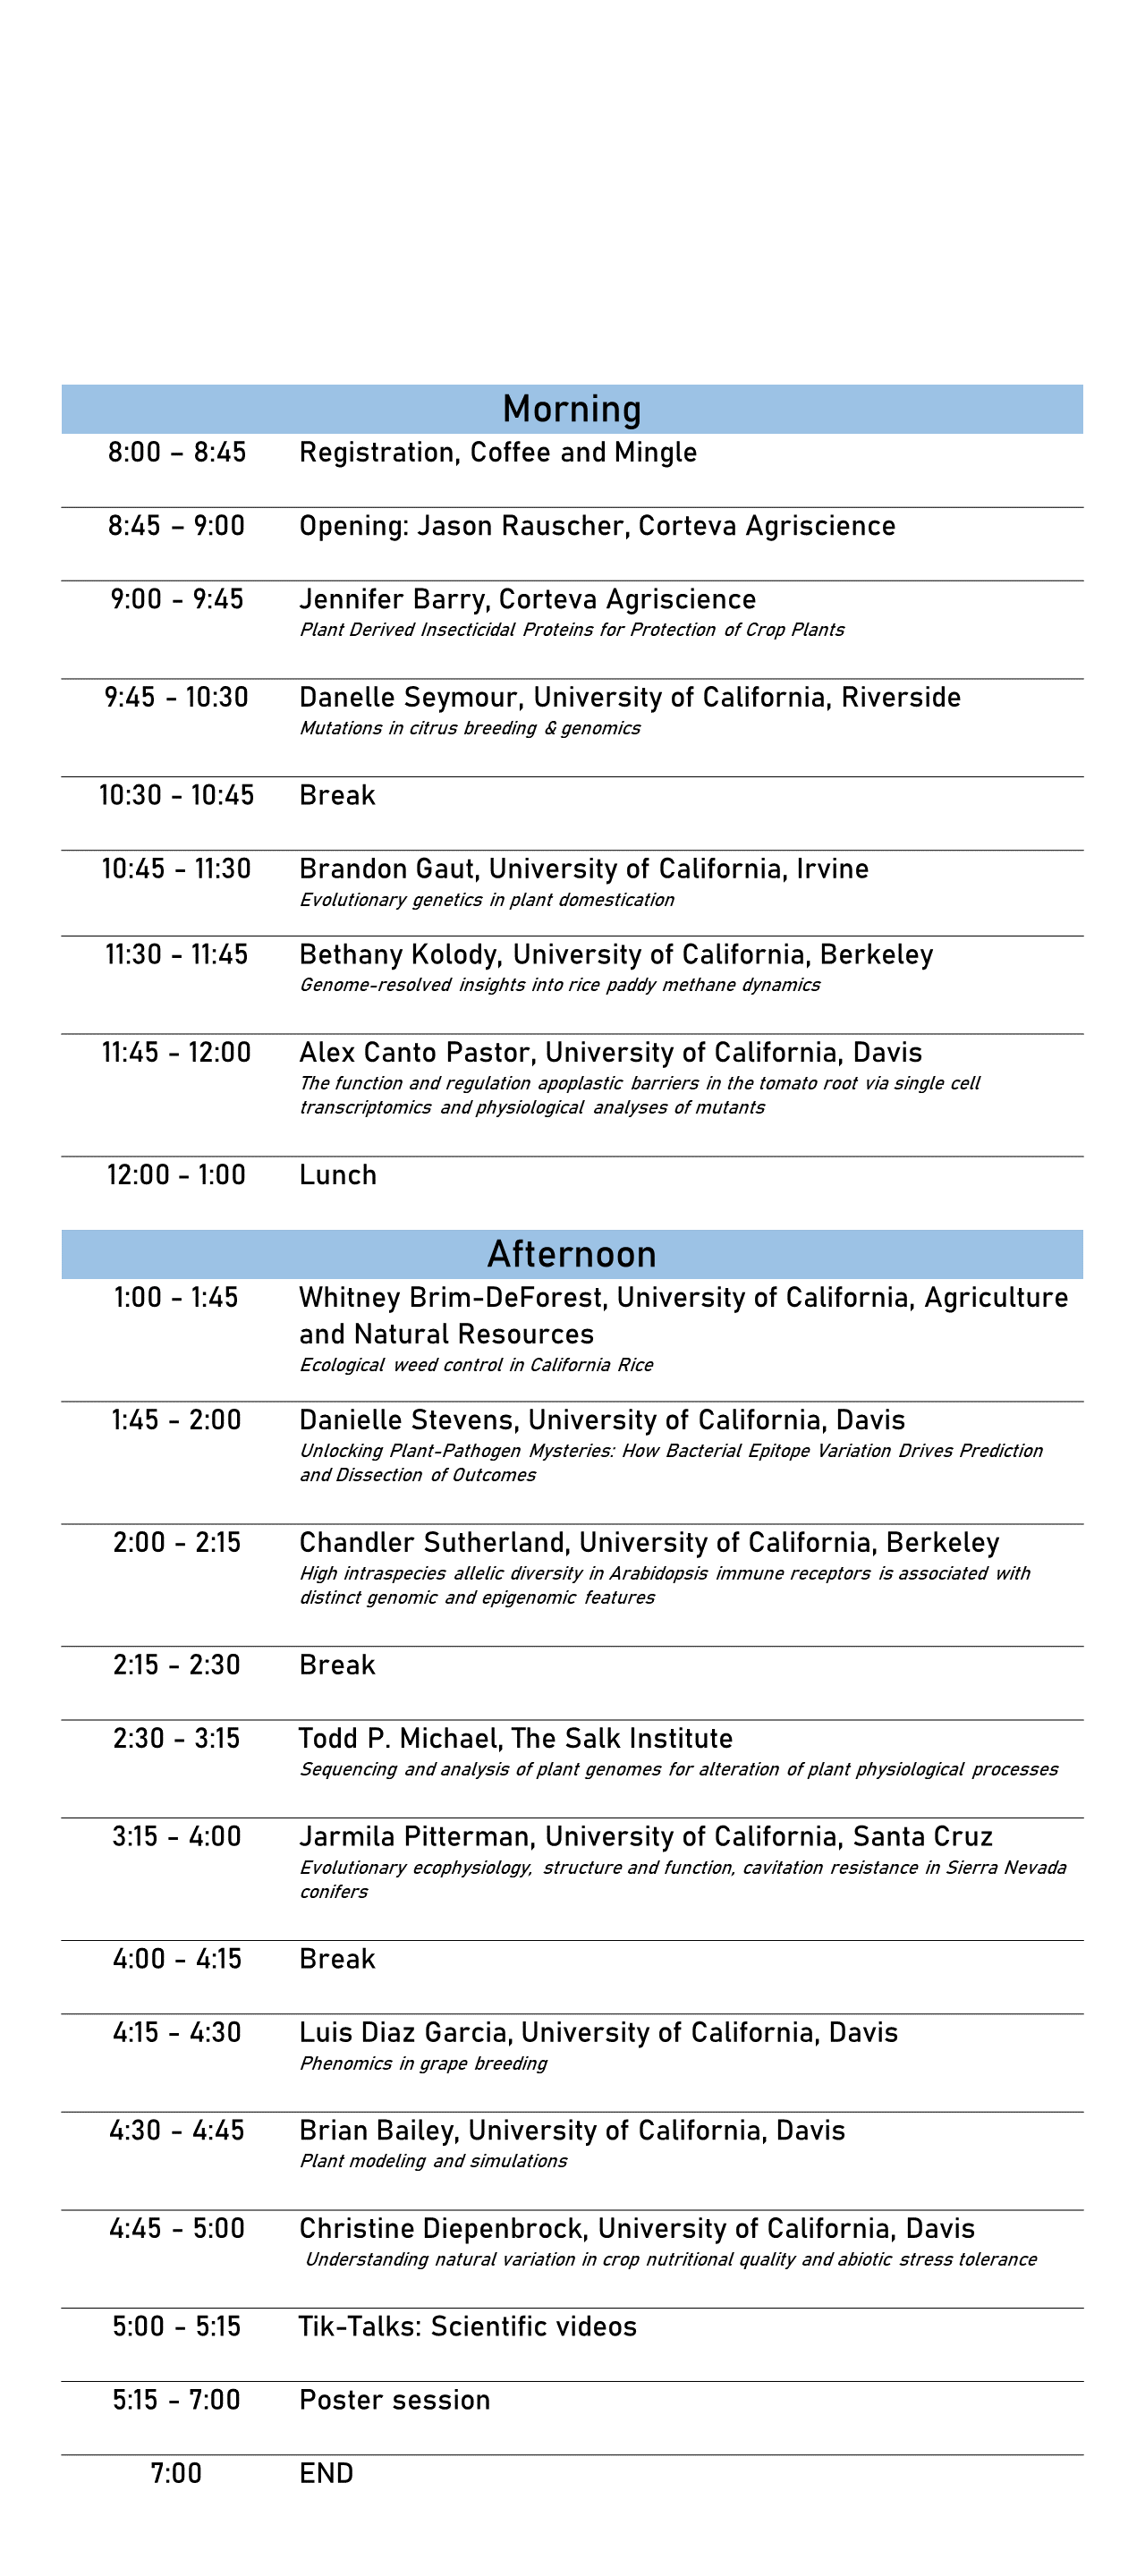 Morning
8:00 – 8:45 Registration, Coffee and Mingle
8:45 – 9:00 Opening: Jason Rauscher, Corteva Agriscience
9:00 - 9:45 Jennifer Barry, Corteva Agriscience
Plant Derived Insecticidal Proteins for Protection of Crop Plants
9:45 - 10:30 Danelle Seymour, University of California, Riverside
Mutations in citrus breeding & genomics
10:30 - 10:45 Break
10:45 - 11:30 Brandon Gaut, University of California, Irvine
Evolutionary genetics in plant domestication
11:30 - 11:45 Bethany Kolody, University of California, Berkeley
Genome-resolved insights into rice paddy methane dynamics
11:45 - 12:00 Alex Canto Pastor, University of California, Davis
The function and regulation apoplastic barriers in the tomato root via single cell
transcriptomics and physiological analyses of mutants
12:00 - 1:00 Lunch
Afternoon
1:00 - 1:45 Whitney Brim-DeForest, University of California, Agriculture
and Natural Resources
Ecological weed control in California Rice
1:45 - 2:00 Danielle Stevens, University of California, Davis
Unlocking Plant-Pathogen Mysteries: How Bacterial Epitope Variation Drives Prediction
and Dissection of Outcomes
2:00 - 2:15 Chandler Sutherland, University of California, Berkeley
High intraspecies allelic diversity in Arabidopsis immune receptors is associated with
distinct genomic and epigenomic features
2:15 - 2:30 Break
2:30 - 3:15 Todd P. Michael, The Salk Institute
Sequencing and analysis of plant genomes for alteration of plant physiological processes
3:15 - 4:00 Jarmila Pitterman, University of California, Santa Cruz
Evolutionary ecophysiology, structure and function, cavitation resistance in Sierra Nevada
conifers
4:00 - 4:15 Break
4:15 - 4:30 Luis Diaz Garcia, University of California, Davis
Phenomics in grape breeding
4:30 - 4:45 Brian Bailey, University of California, Davis
Plant modeling and simulations
4:45 - 5:00 Christine Diepenbrock, University of California, Davis
Understanding natural variation in crop nutritional quality and abiotic stress tolerance
5:00 - 5:15 Tik-Talks: Scientific videos
5:15 - 7:00 Poster session
7:00 END